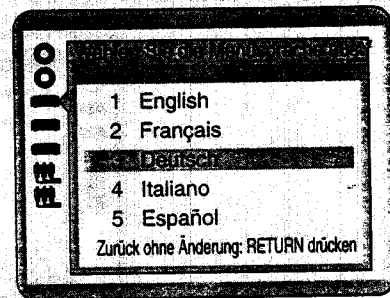 1 English
2 Français
3 Deutsch
4 Italiano
5 Español
Zurück ohne Änderung: RETURN drücken